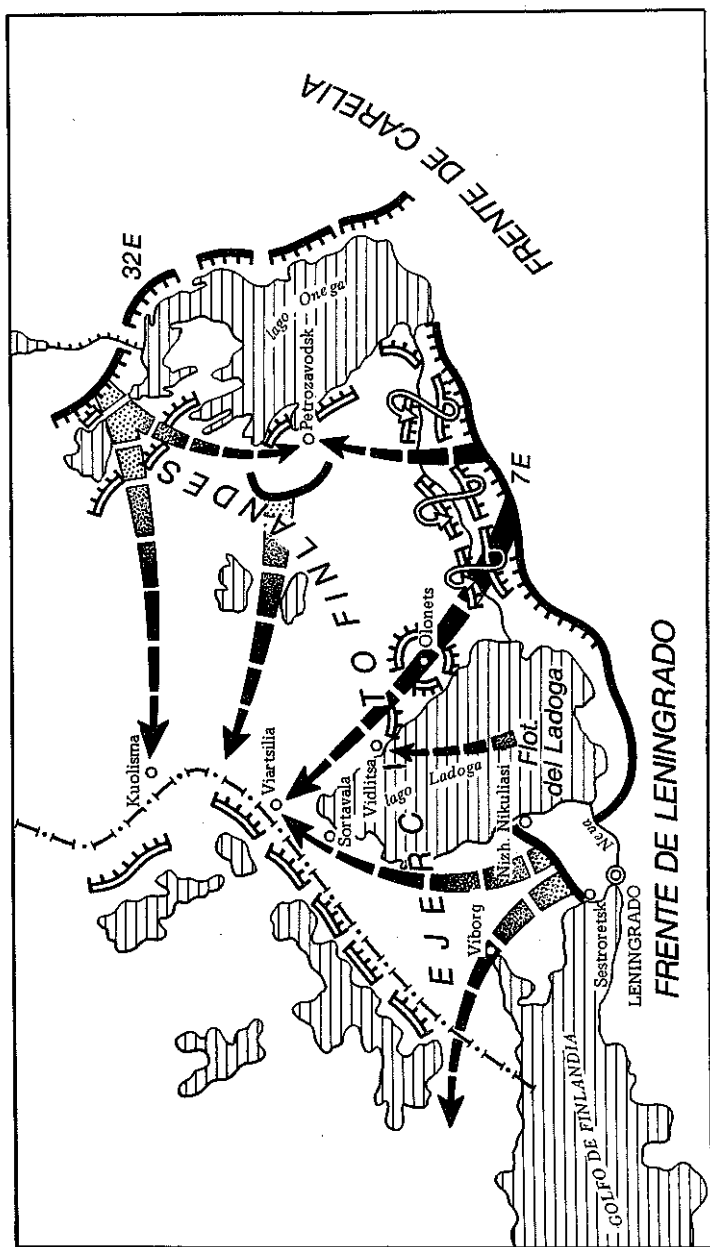 FRENTE DE CARELIA
32E
lago Onega
Petrozavodsk
7E
EJERCITO FINLANDES
Kuolisma
Viartsilia
Olonets
Sortavala
Vidlitsa
lago Ladoga
Flot.
del Ladoga
Nizh. Nikuliasi
Neva
Viborg
Sestroretsk
LENINGRADO
FRENTE DE LENINGRADO
GOLFO DE FINLANDIA